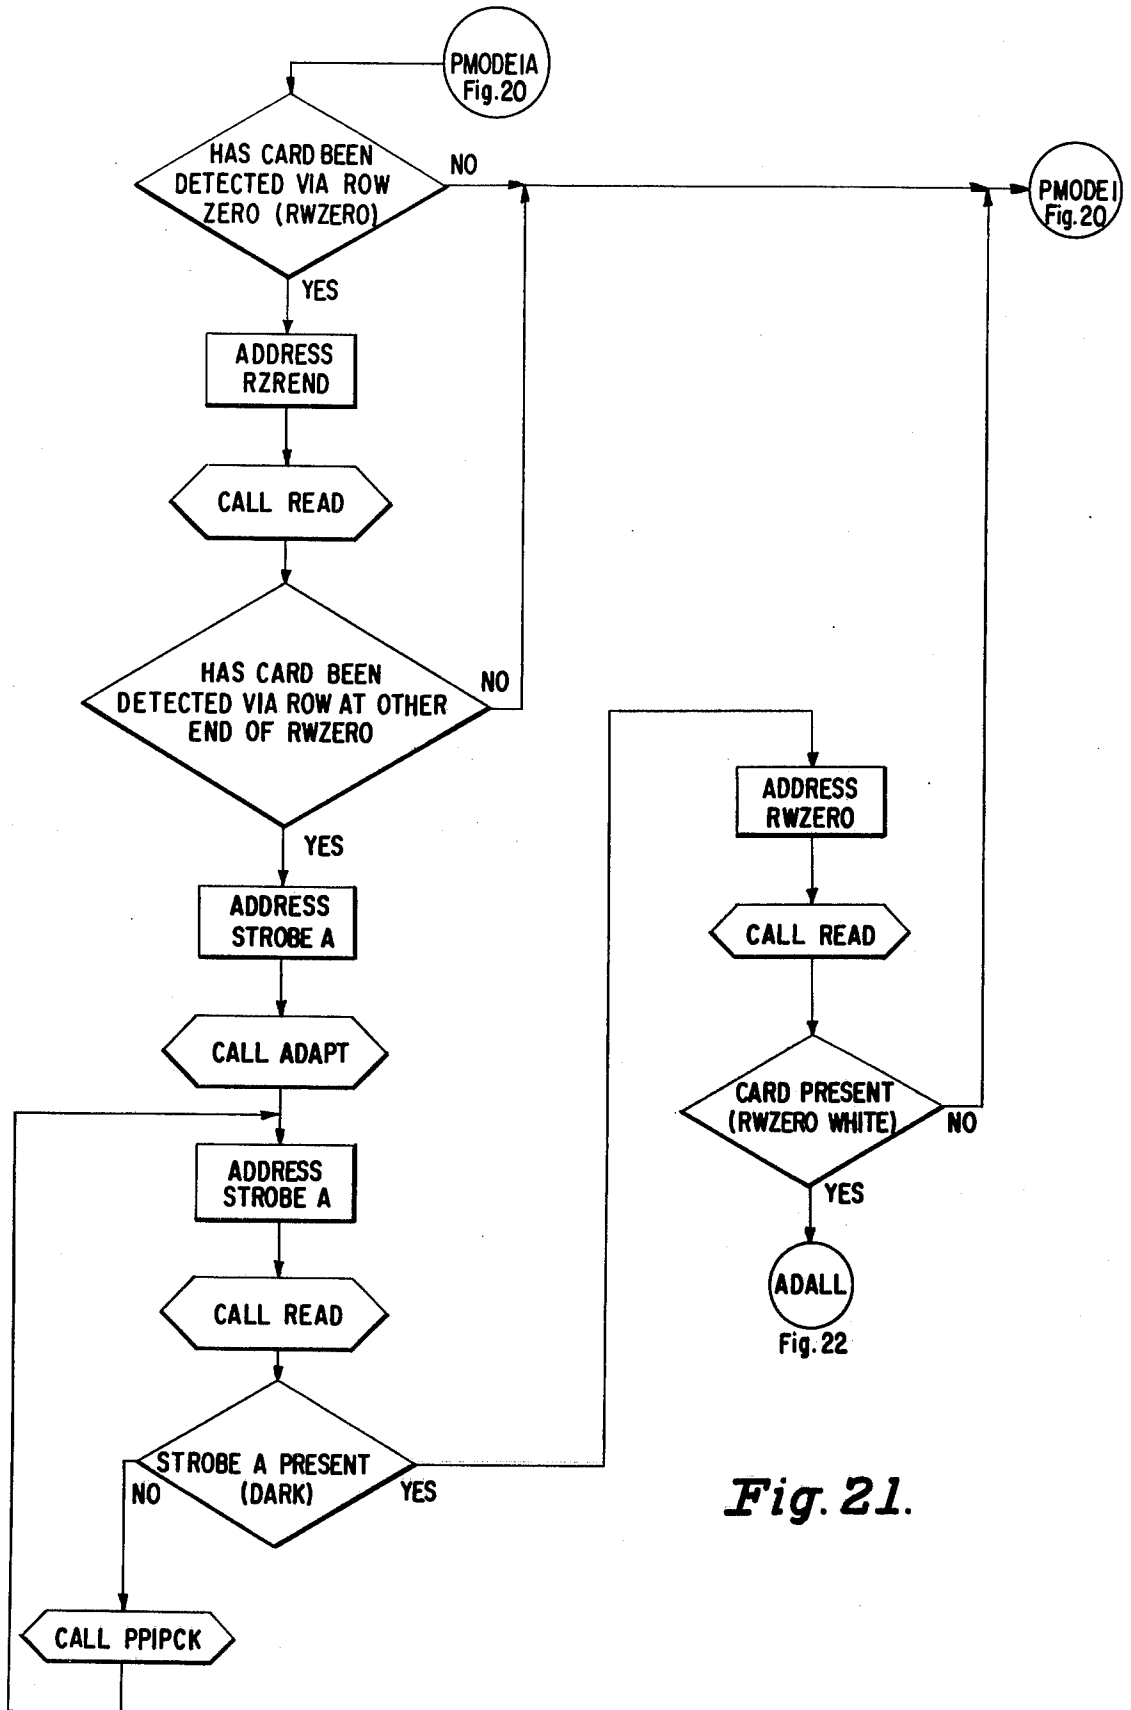 PMODE1A
Fig.20
HAS CARD BEEN
DETECTED VIA ROW
ZERO (RWZERO)
NO
PMODE1
Fig.20
YES
ADDRESS
RZREND
CALL READ
HAS CARD BEEN
DETECTED VIA ROW AT OTHER
END OF RWZERO
NO
YES
ADDRESS
STROBE A
CALL ADAPT
ADDRESS
STROBE A
CALL READ
STROBE A PRESENT
(DARK)
NO
YES
CALL PPIPCK
ADDRESS
RWZERO
CALL READ
CARD PRESENT
(RWZERO WHITE)
NO
YES
ADALL
Fig.22
Fig. 21.